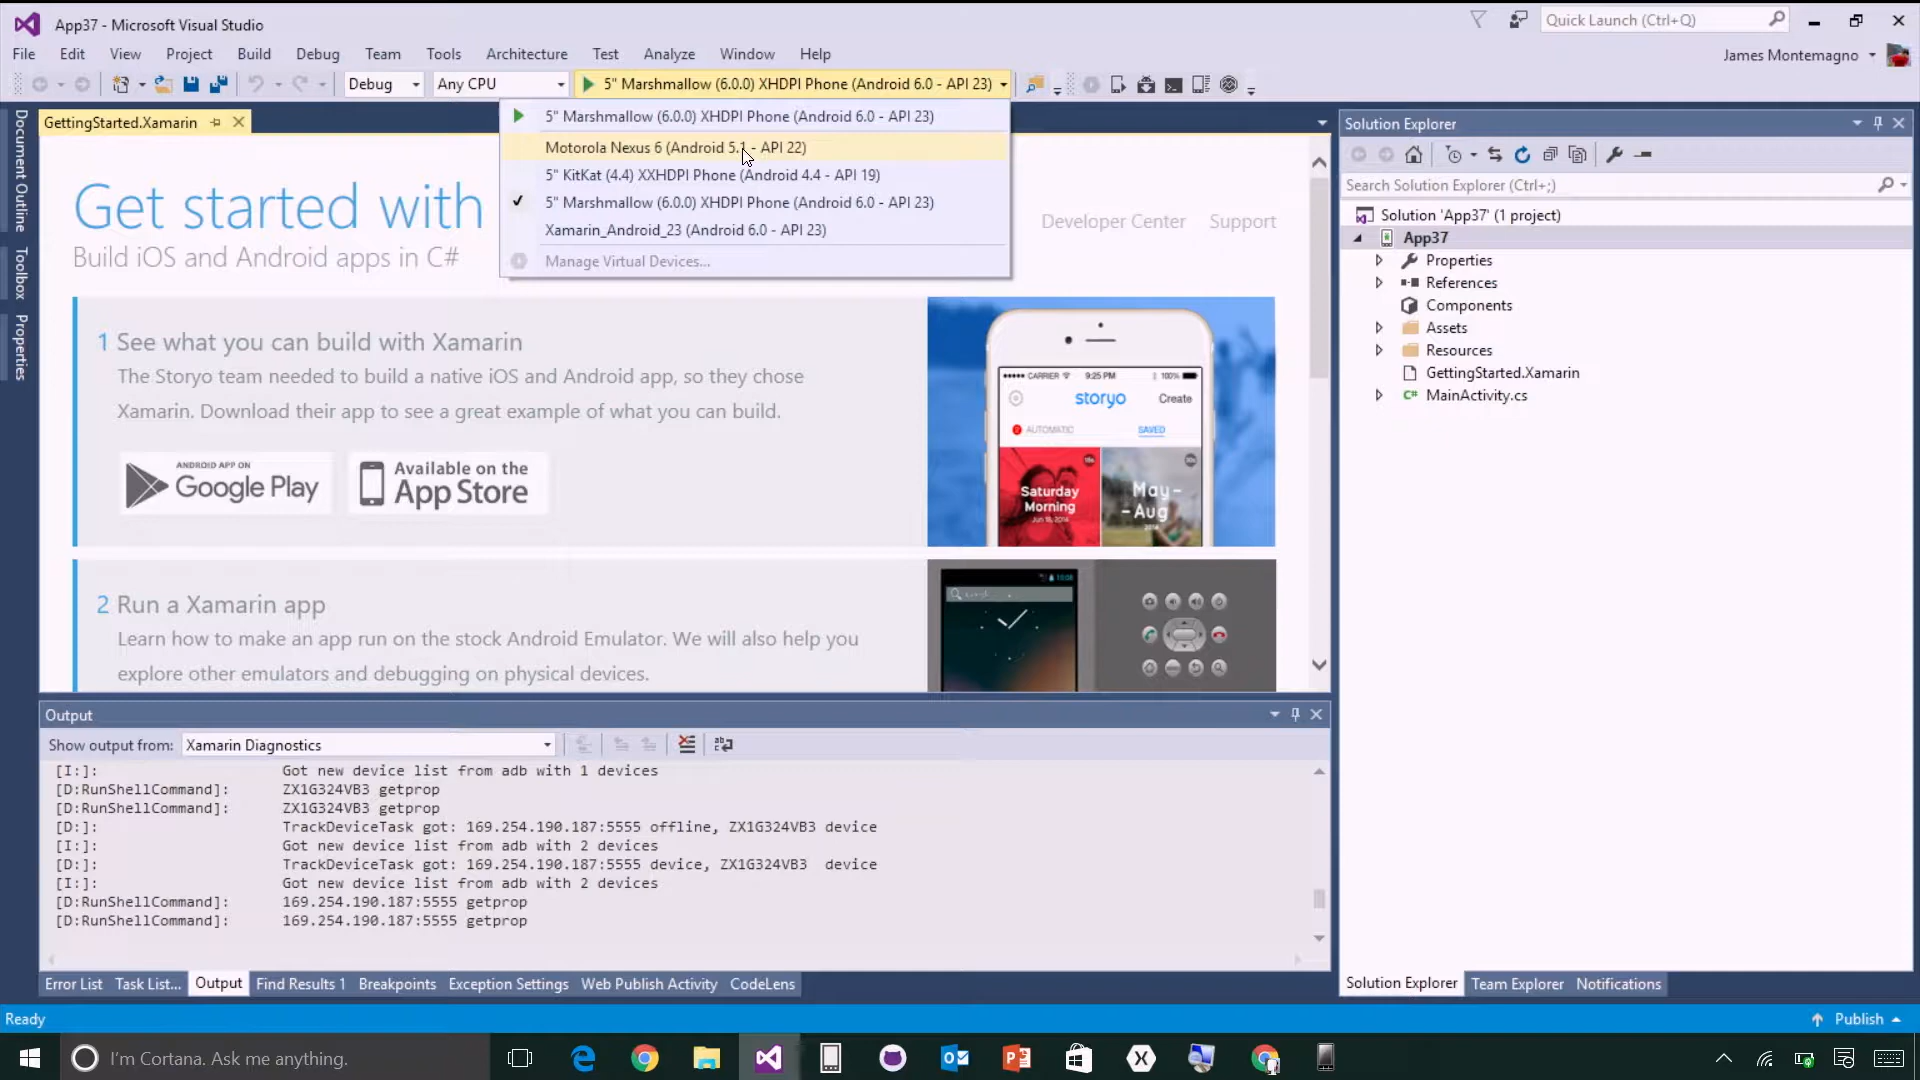 App37 - Microsoft Visual Studio
Quick Launch (Ctrl+Q)
File Edit View Project Build Debug Team Tools Architecture Test Analyze Window Help
James Montemagno
Debug
Any CPU
5" Marshmallow (6.0.0) XHDPI Phone (Android 6.0 - API 23)
5" Marshmallow (6.0.0) XHDPI Phone (Android 6.0 - API 23)
Motorola Nexus 6 (Android 5.1 - API 22)
5" KitKat (4.4) XXHDPI Phone (Android 4.4 - API 19)
5" Marshmallow (6.0.0) XHDPI Phone (Android 6.0 - API 23)
Xamarin_Android_23 (Android 6.0 - API 23)
Manage Virtual Devices...
Document Outline
Toolbox
Properties
GettingStarted.Xamarin
Get started with
Build iOS and Android apps in C#
Developer Center Support
1 See what you can build with Xamarin
The Storyo team needed to build a native iOS and Android app, so they chose
Xamarin. Download their app to see a great example of what you can build.
ANDROID APP ON
Google Play
Available on the
App Store
CARRIER 9:25 PM 100%
storyo
Create
2 AUTOMATIC
SAVED
Saturday
Morning
May -
- Aug
2 Run a Xamarin app
Learn how to make an app run on the stock Android Emulator. We will also help you
explore other emulators and debugging on physical devices.
Solution Explorer
Search Solution Explorer (Ctrl+;)
Solution 'App37' (1 project)
App37
Properties
References
Components
Assets
Resources
GettingStarted.Xamarin
MainActivity.cs
Output
Show output from: Xamarin Diagnostics
[I:]: Got new device list from adb with 1 devices
[D:RunShellCommand]: ZX1G324VB3 getprop
[D:RunShellCommand]: ZX1G324VB3 getprop
[D:]: TrackDeviceTask got: 169.254.190.187:5555 offline, ZX1G324VB3 device
[I:]: Got new device list from adb with 2 devices
[D:]: TrackDeviceTask got: 169.254.190.187:5555 device, ZX1G324VB3 device
[I:]: Got new device list from adb with 2 devices
[D:RunShellCommand]: 169.254.190.187:5555 getprop
[D:RunShellCommand]: 169.254.190.187:5555 getprop
Error List Task List... Output Find Results 1 Breakpoints Exception Settings Web Publish Activity CodeLens
Solution Explorer Team Explorer Notifications
Ready
Publish
I'm Cortana. Ask me anything.